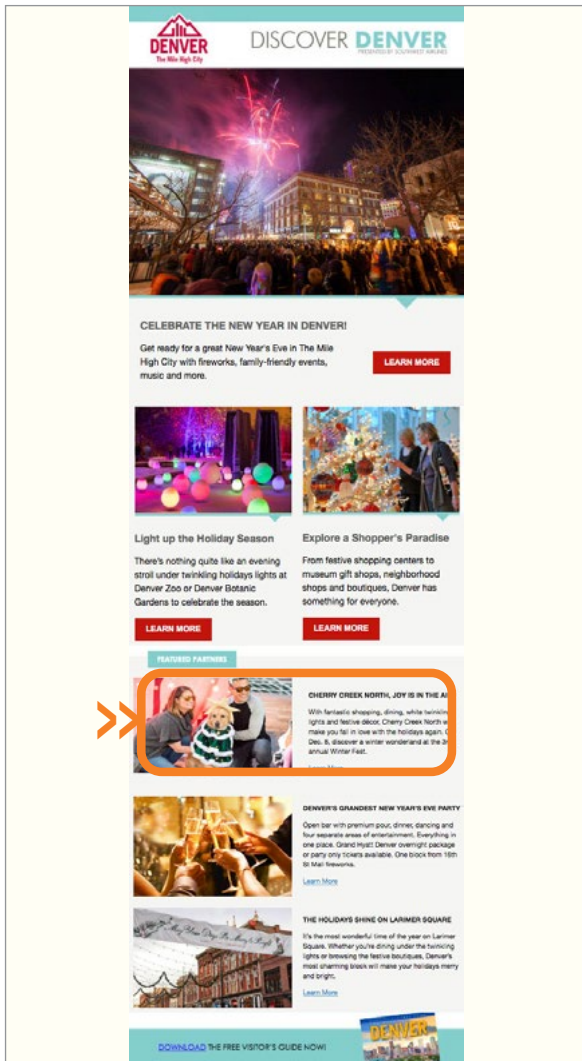 DENVER
The Mile High City
DISCOVER DENVER
PRESENTED BY SOUTHWEST AIRLINES
CELEBRATE THE NEW YEAR IN DENVER!
Get ready for a great New Year's Eve in The Mile
High City with fireworks, family-friendly events,
music and more.
LEARN MORE
Light up the Holiday Season
There's nothing quite like an evening
stroll under twinkling holidays lights at
Denver Zoo or Denver Botanic
Gardens to celebrate the season.
LEARN MORE
Explore a Shopper's Paradise
From festive shopping centers to
museum gift shops, neighborhood
shops and boutiques, Denver has
something for everyone.
LEARN MORE
FEATURED PARTNERS
CHERRY CREEK NORTH, JOY IS IN THE
With fantastic shopping, dining, white twinkling
lights and festive décor, Cherry Creek North
make you fall in love with the holidays again.
Dec. 8, discover a winter wonderland at the
annual Winter Fest.
Learn More
DENVER'S GRANDEST NEW YEAR'S EVE PARTY
Open bar with premium pour, dinner, dancing and
four separate areas of entertainment. Everything in
one place. Grand Hyatt Denver overnight package
or party only tickets available. One block from 16th
St Mall fireworks.
Learn More
THE HOLIDAYS SHINE ON LARIMER SQUARE
It's the most wonderful time of the year on Larimer
Square. Whether you're dining under the twinkling
lights or browsing the festive boutiques, Denver's
most charming block will make your holidays merry
and bright.
Learn More
DOWNLOAD THE FREE VISITOR'S GUIDE NOW!
DENVER